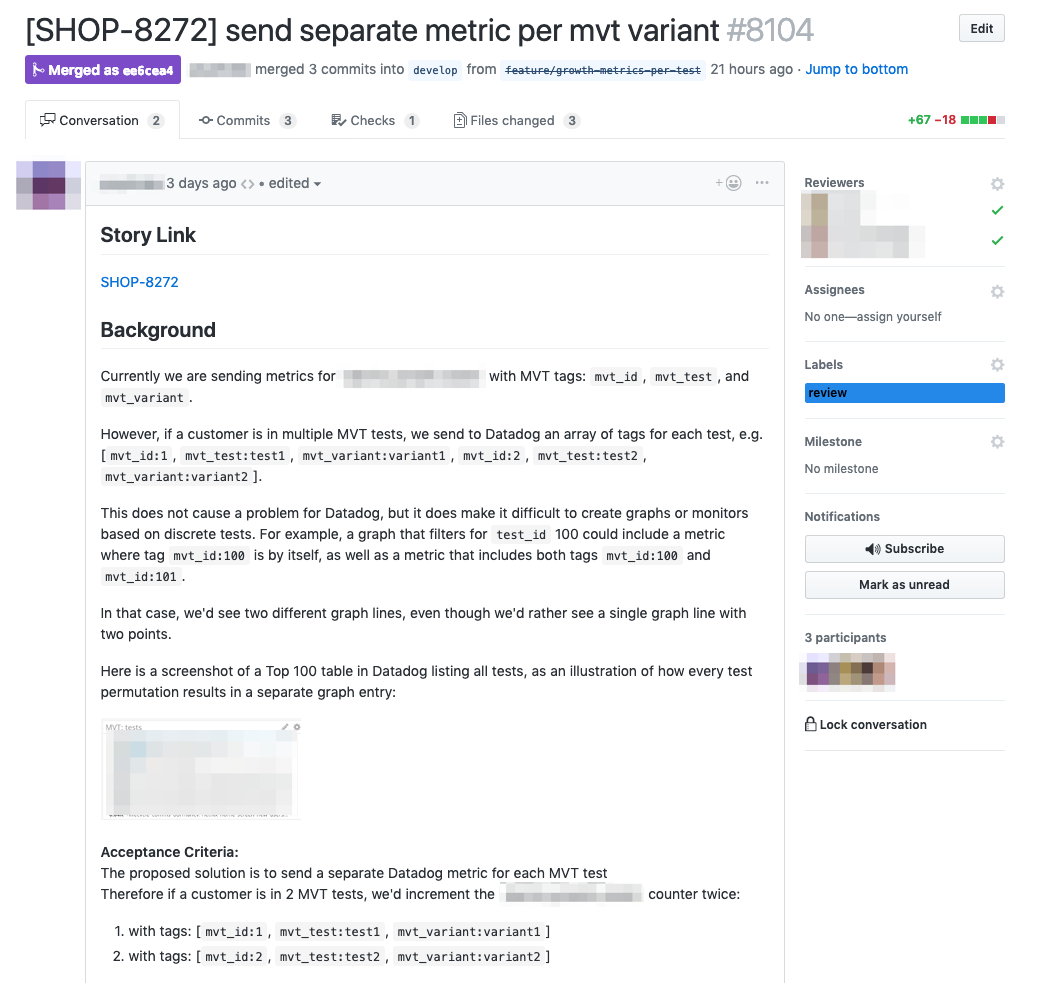 [SHOP-8272] send separate metric per mvt variant #8104
Edit
Merged as ee6cea4
merged 3 commits into develop from feature/growth-metrics-per-test 21 hours ago · Jump to bottom
Conversation 2
Commits 3
Checks 1
Files changed 3
+67 −18
3 days ago <> • edited
Story Link
SHOP-8272
Background
Currently we are sending metrics for with MVT tags: mvt_id, mvt_test, and
mvt_variant.
However, if a customer is in multiple MVT tests, we send to Datadog an array of tags for each test, e.g.
[mvt_id:1, mvt_test:test1, mvt_variant:variant1, mvt_id:2, mvt_test:test2,
mvt_variant:variant2].
This does not cause a problem for Datadog, but it does make it difficult to create graphs or monitors
based on discrete tests. For example, a graph that filters for test_id 100 could include a metric
where tag mvt_id:100 is by itself, as well as a metric that includes both tags mvt_id:100 and
mvt_id:101.
In that case, we'd see two different graph lines, even though we'd rather see a single graph line with
two points.
Here is a screenshot of a Top 100 table in Datadog listing all tests, as an illustration of how every test
permutation results in a separate graph entry:
MVT: tests
Acceptance Criteria:
The proposed solution is to send a separate Datadog metric for each MVT test
Therefore if a customer is in 2 MVT tests, we'd increment the counter twice:
1. with tags: [mvt_id:1, mvt_test:test1, mvt_variant:variant1]
2. with tags: [mvt_id:2, mvt_test:test2, mvt_variant:variant2]
Reviewers
Assignees
No one—assign yourself
Labels
review
Milestone
No milestone
Notifications
Subscribe
Mark as unread
3 participants
Lock conversation